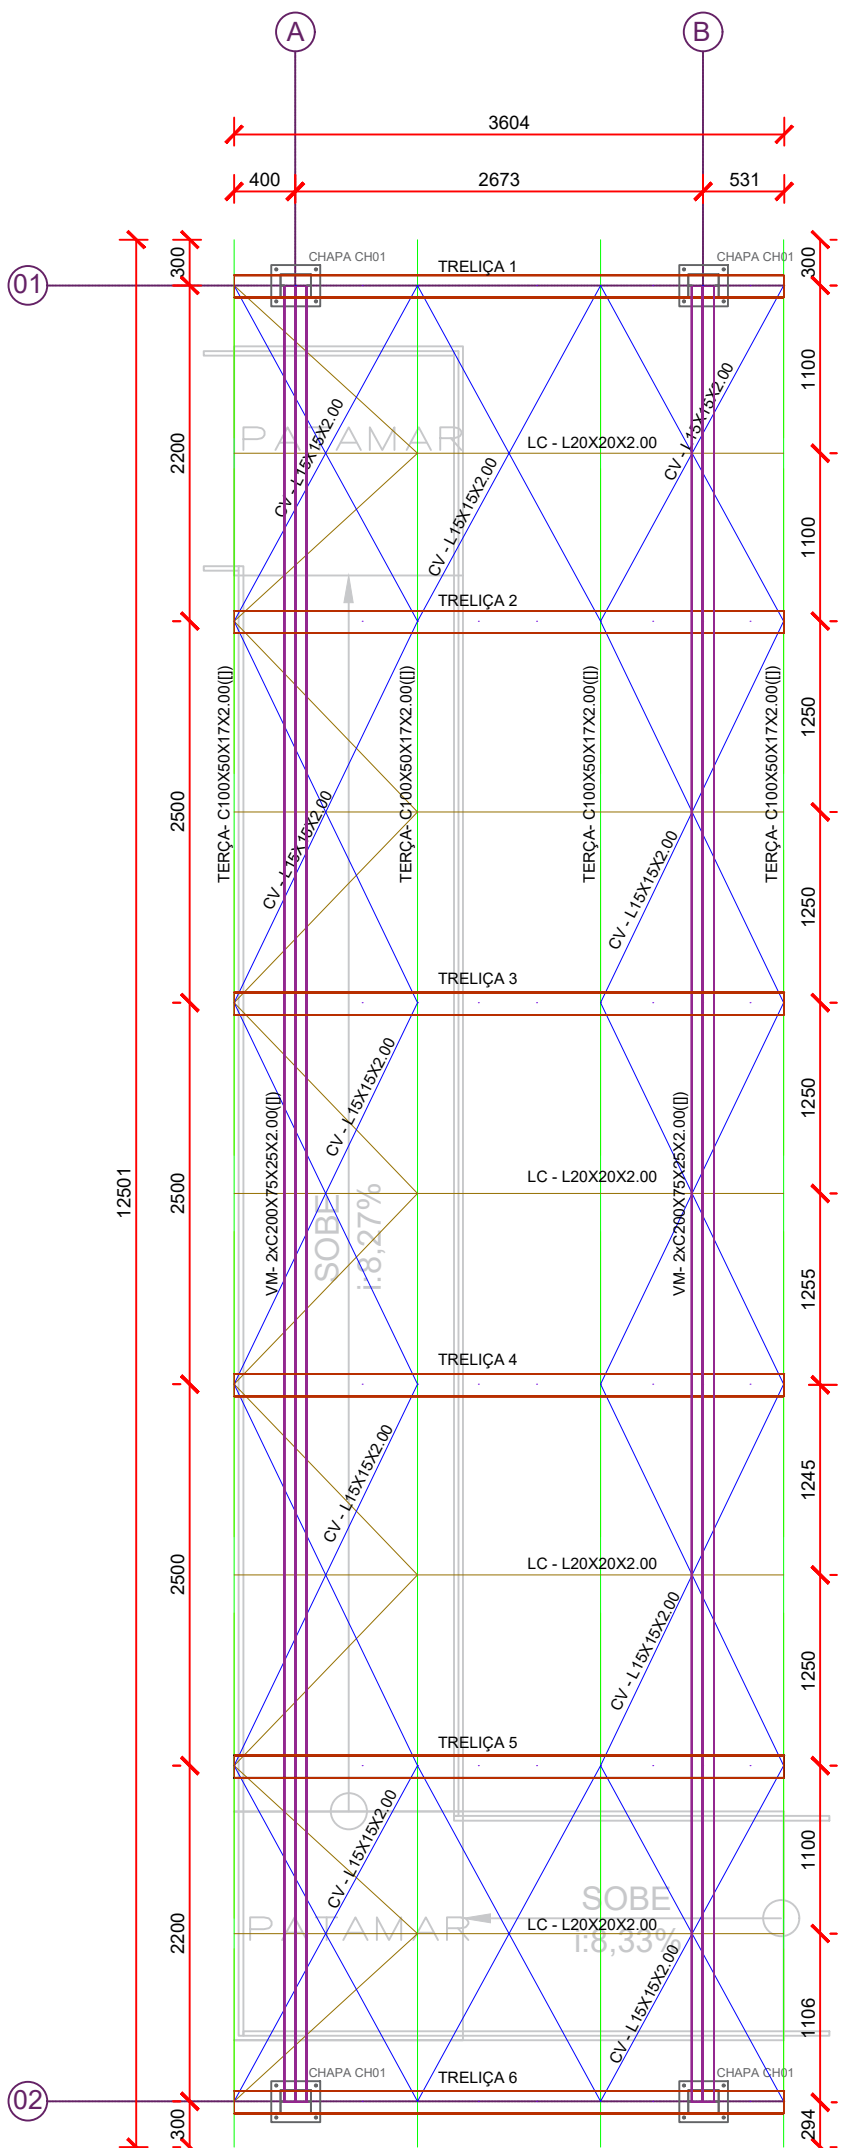 A
B
3604
400
2673
531
300
CHAPA CH01
CHAPA CH01
300
TRELIÇA 1
01
1100
2200
PATAMAR
CV - L15X15X2.00
LC - L20X20X2.00
CV - L15X15X2.00
CV - L15X15X2.00
1100
TRELIÇA 2
TERÇA- C100X50X17X2.00([])
TERÇA- C100X50X17X2.00([])
TERÇA- C100X50X17X2.00([])
TERÇA- C100X50X17X2.00([])
1250
2500
CV - L15X15X2.00
CV - L15X15X2.00
1250
TRELIÇA 3
CV - L15X15X2.00
1250
VM- 2xC200X75X25X2.00([])
VM- 2xC200X75X25X2.00([])
12501
2500
LC - L20X20X2.00
SOBE
i:8,27%
1255
TRELIÇA 4
CV - L15X15X2.00
1245
2500
LC - L20X20X2.00
CV - L15X15X2.00
1250
TRELIÇA 5
CV - L15X15X2.00
1100
SOBE
2200
PATAMAR
LC - L20X20X2.00
i:8,33%
CV - L15X15X2.00
1106
CHAPA CH01
CHAPA CH01
TRELIÇA 6
02
300
294